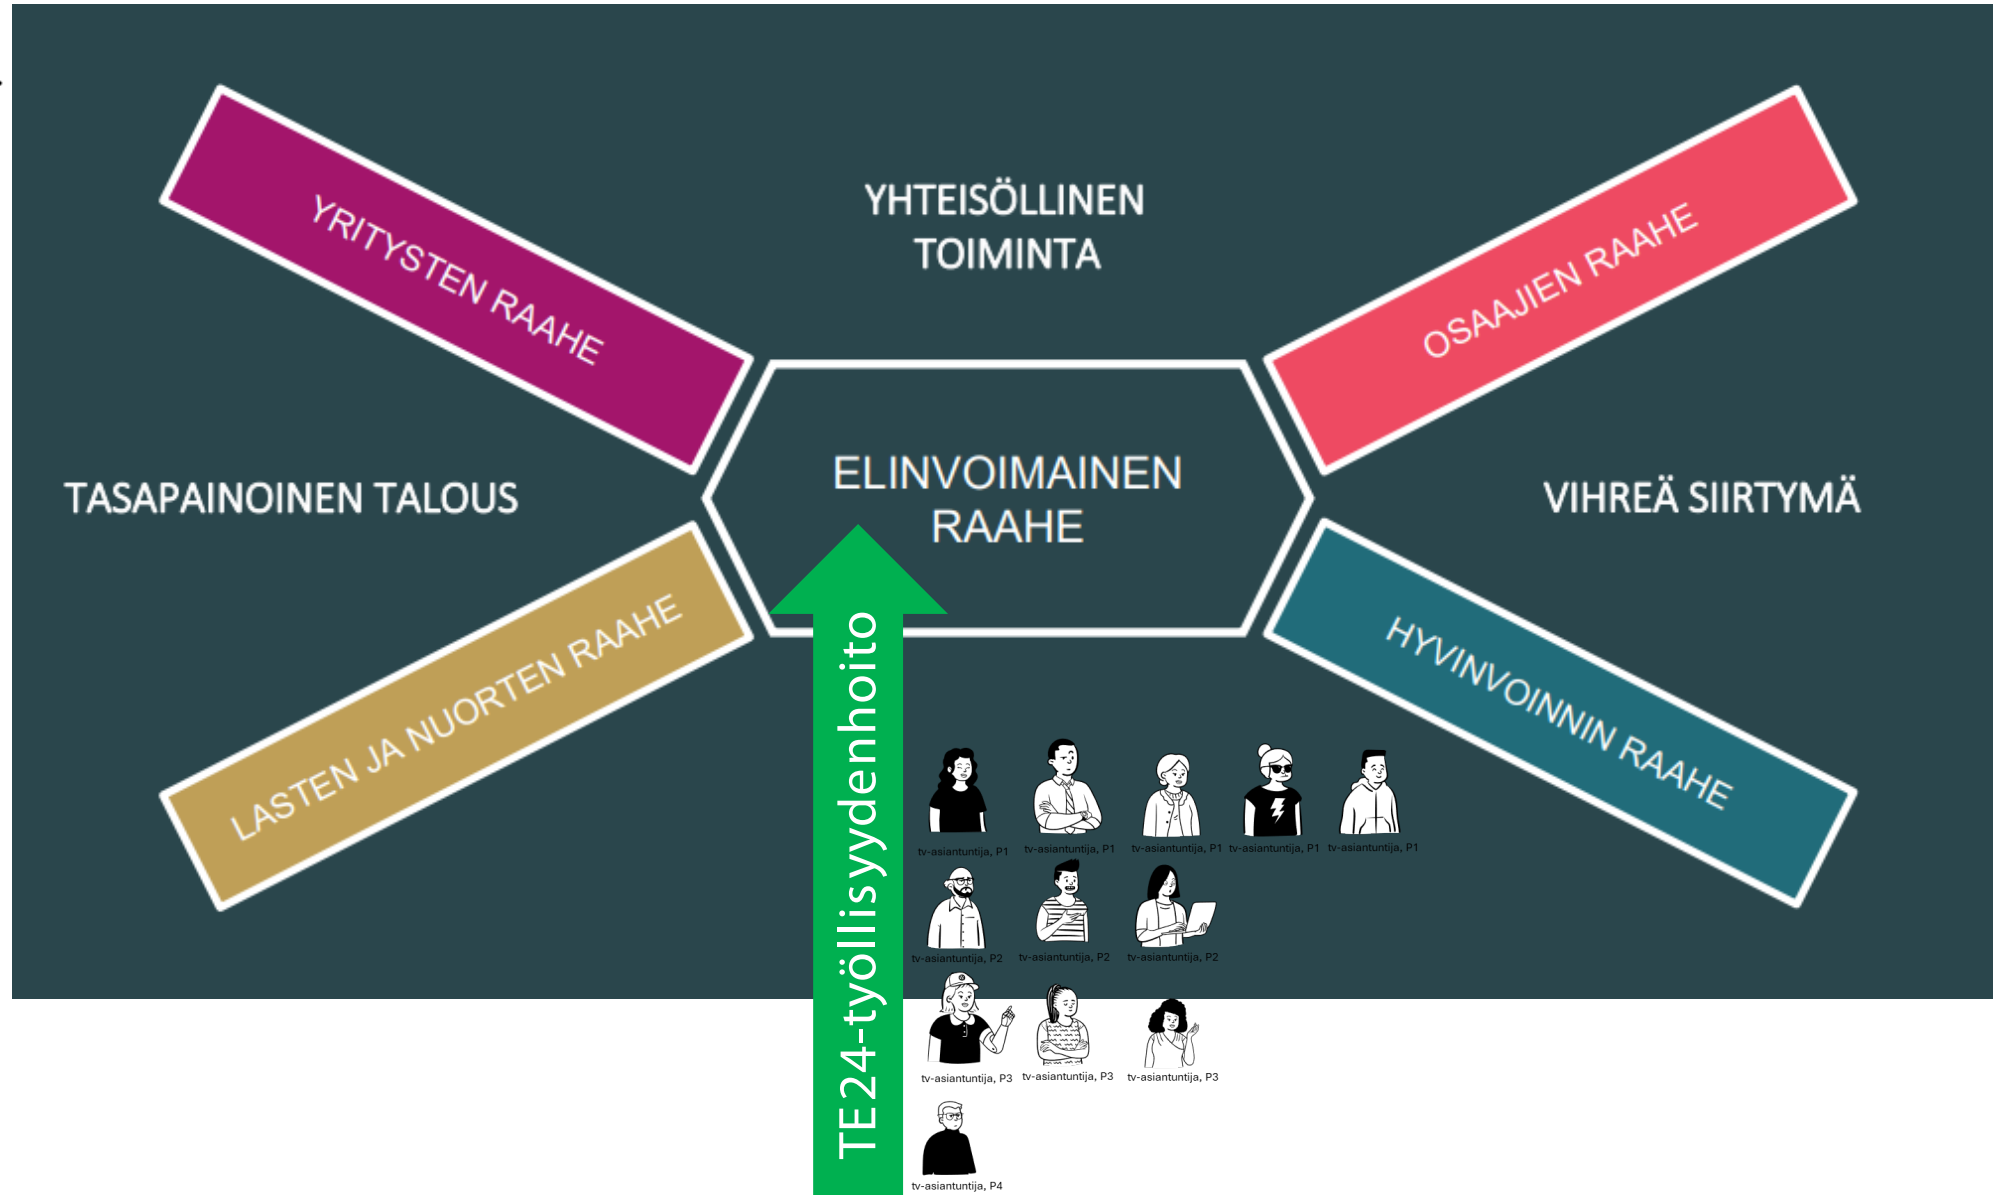 YRITYSTEN RAAHE
YHTEISÖLLINEN
TOIMINTA
OSAAJIEN RAAHE
TASAPAINOINEN TALOUS
ELINVOIMAINEN
RAAHE
VIHREÄ SIIRTYMÄ
LASTEN JA NUORTEN RAAHE
HYVINVOINNIN RAAHE
TE24-työllisyydenhoito
tv-asiantuntija, P1
tv-asiantuntija, P1
tv-asiantuntija, P1
tv-asiantuntija, P1
tv-asiantuntija, P1
tv-asiantuntija, P2
tv-asiantuntija, P2
tv-asiantuntija, P2
tv-asiantuntija, P3
tv-asiantuntija, P3
tv-asiantuntija, P3
tv-asiantuntija, P4